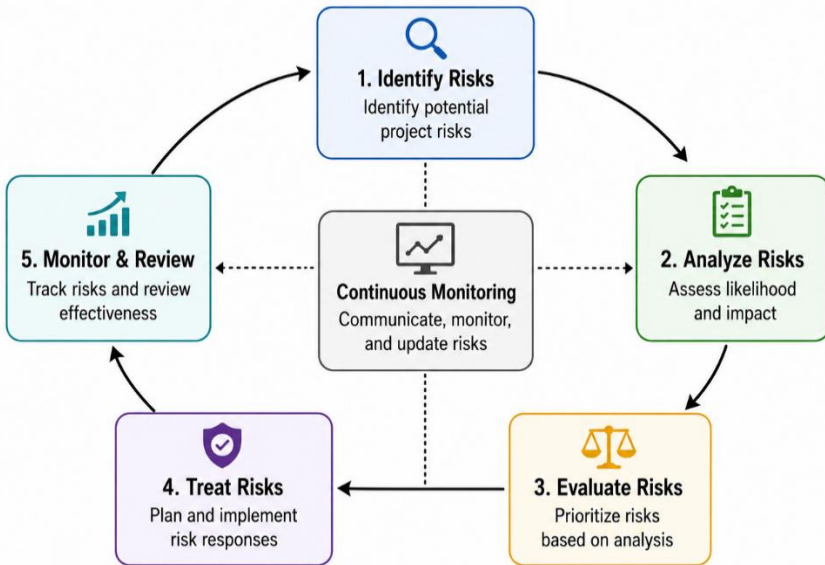 1. Identify Risks
Identify potential
project risks
2. Analyze Risks
Assess likelihood
and impact
3. Evaluate Risks
Prioritize risks
based on analysis
4. Treat Risks
Plan and implement
risk responses
5. Monitor & Review
Track risks and review
effectiveness
Continuous Monitoring
Communicate, monitor,
and update risks